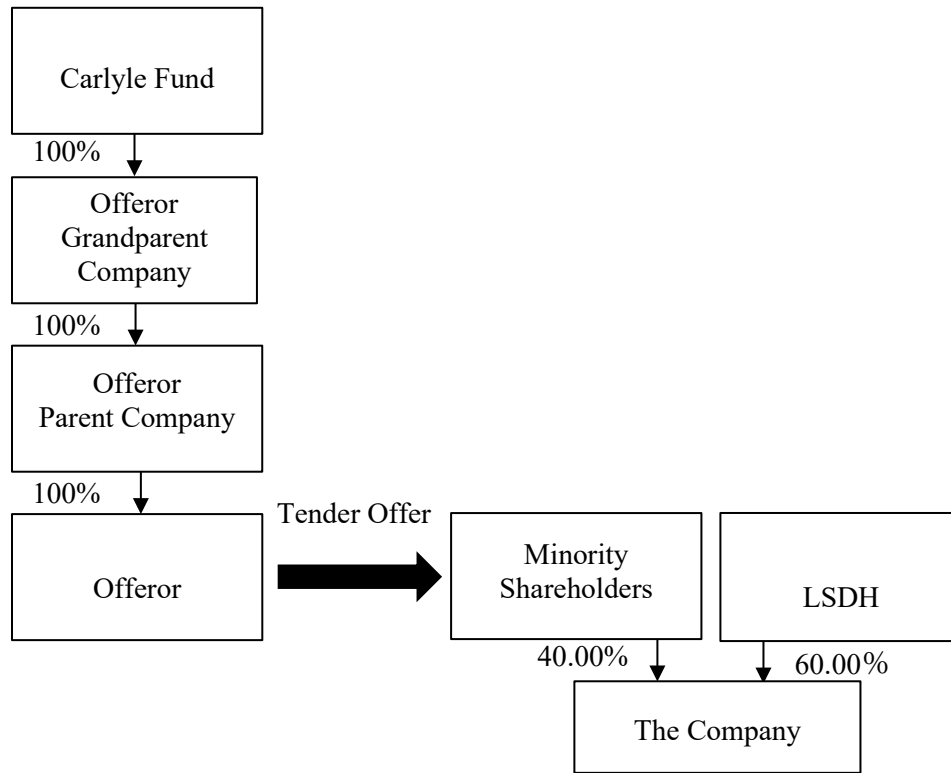 Carlyle Fund
100%
Offeror
Grandparent
Company
100%
Offeror
Parent Company
100%
Offeror
Tender Offer
Minority
Shareholders
LSDH
40.00%
60.00%
The Company